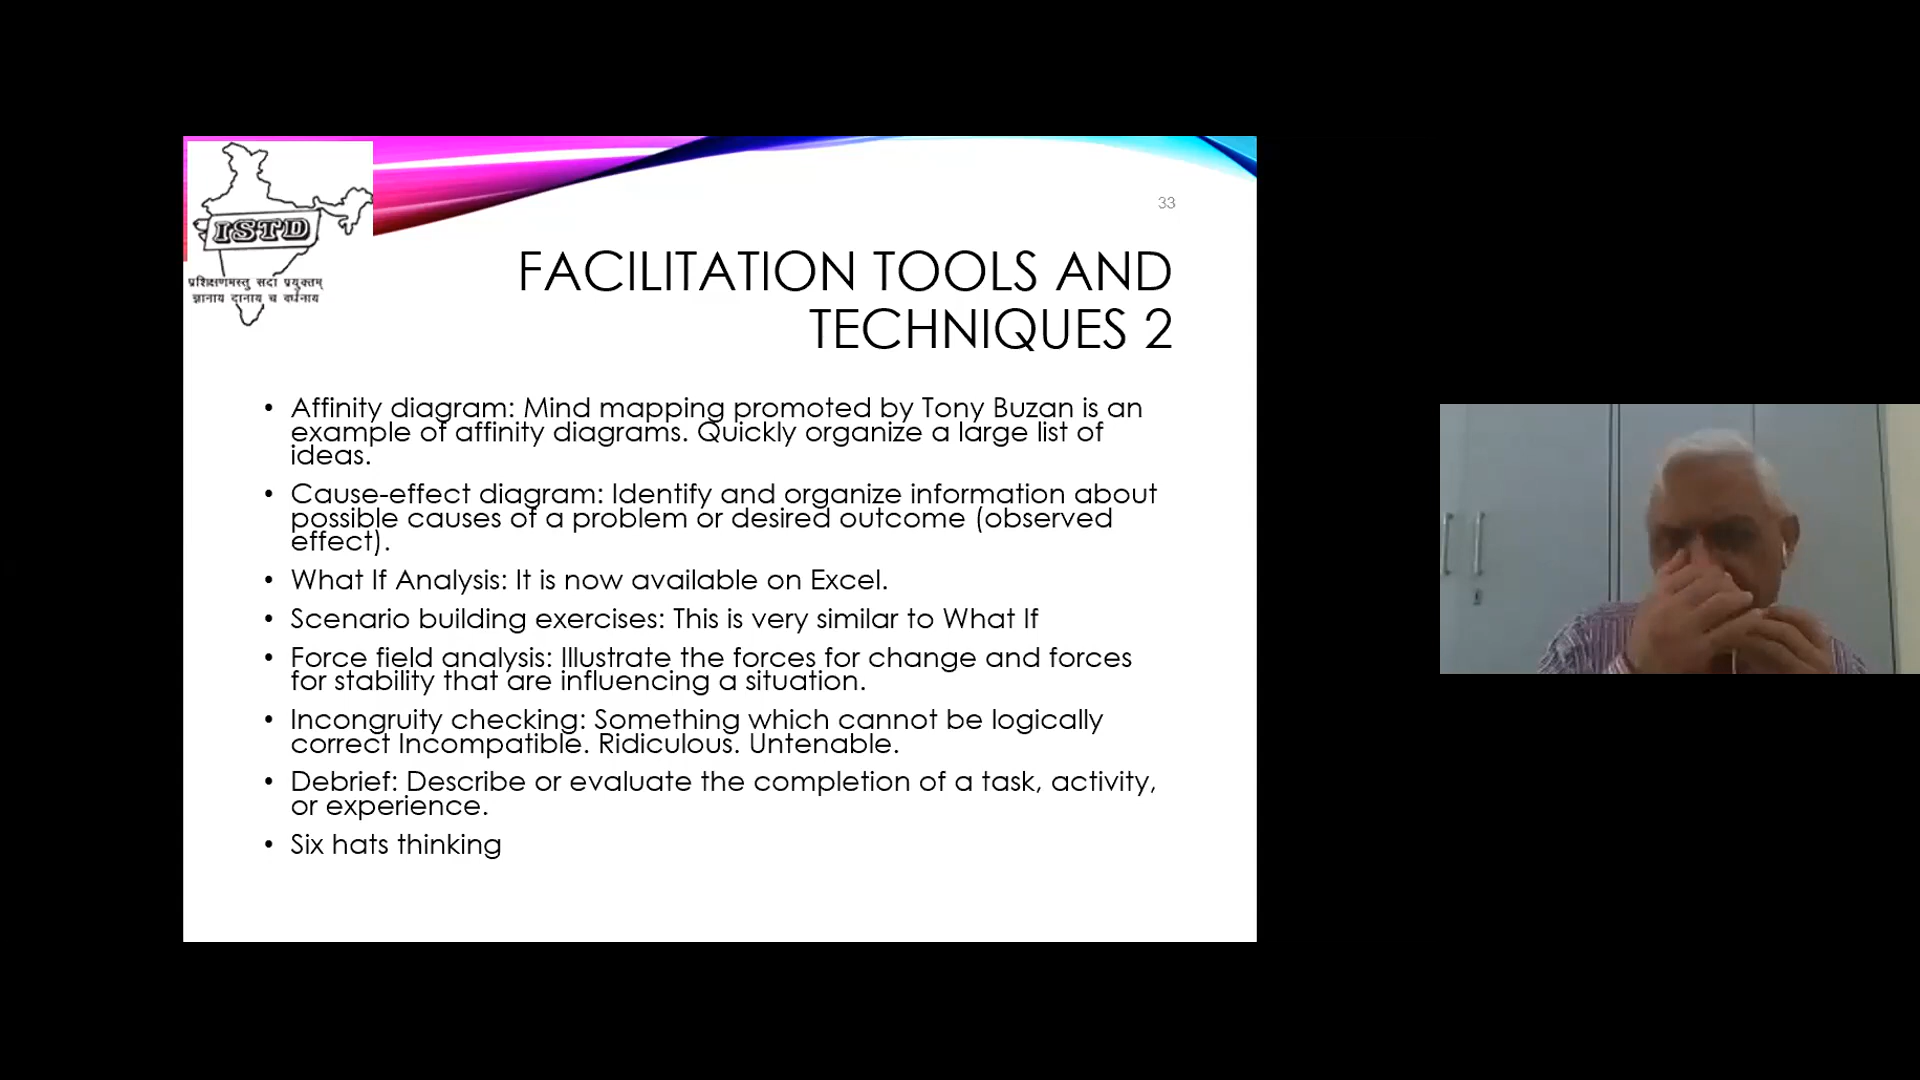 ISTD
प्रशिक्षणमस्तु सदा प्रयुक्तम्
ज्ञानाय दानाय च वर्धनाय
33
FACILITATION TOOLS AND
TECHNIQUES 2
• Affinity diagram: Mind mapping promoted by Tony Buzan is an
example of affinity diagrams. Quickly organize a large list of
ideas.
• Cause-effect diagram: Identify and organize information about
possible causes of a problem or desired outcome (observed
effect).
• What If Analysis: It is now available on Excel.
• Scenario building exercises: This is very similar to What If
• Force field analysis: Illustrate the forces for change and forces
for stability that are influencing a situation.
• Incongruity checking: Something which cannot be logically
correct Incompatible. Ridiculous. Untenable.
• Debrief: Describe or evaluate the completion of a task, activity,
or experience.
• Six hats thinking